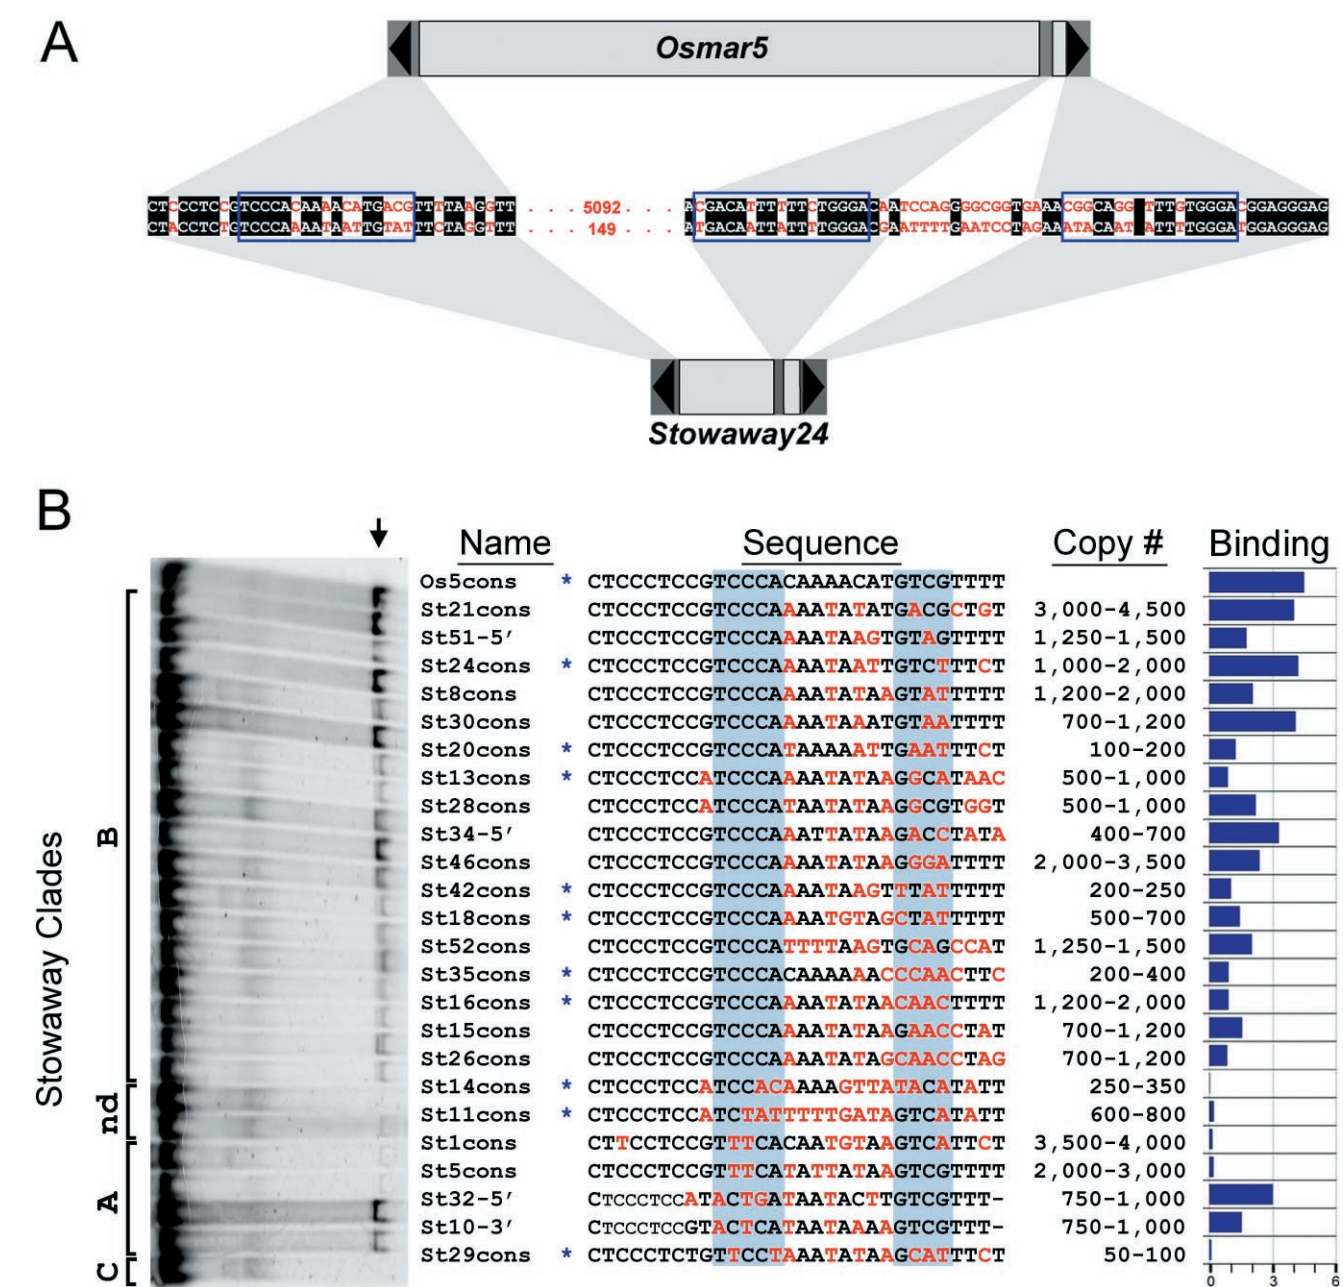 A
Osmar5
CTCCCTCCGTCCCACAAAACATGACGTTTTAAGGTT . . . 5092 . . . ACGACATTTTTTCTGGGACAATCCAGGGGCGGTGAAACGGCAGG TTTGTGGGACGGAGGGAG
CTACCTCTGTCCCAAAATAATTGTATTTCTAGGTTT . . . 149 . . . ATGACAATTATTTTGGGACGAATTTTGAATCCTAGAAATACAAT ATTTTGGGATGGAGGGAG
Stowaway24
B
Name Sequence Copy # Binding
Os5cons * CTCCCTCCGTCCCACAAAACATGTCGTTTT
St21cons CTCCCTCCGTCCCAAAATATATGACGCTGT 3,000-4,500
St51-5′ CTCCCTCCGTCCCAAAATAAGTGTAGTTTT 1,250-1,500
St24cons * CTCCCTCCGTCCCAAAATAATTGTCTTTCT 1,000-2,000
St8cons CTCCCTCCGTCCCAAAATATAAGTATTTTT 1,200-2,000
St30cons CTCCCTCCGTCCCAAAATAAATGTAATTTT 700-1,200
St20cons * CTCCCTCCGTCCCATAAAAATTGAATTTCT 100-200
St13cons * CTCCCTCCATCCCAAAATATAAGGCATAAC 500-1,000
St28cons CTCCCTCCATCCCATAATATAAGGCGTGGT 500-1,000
St34-5′ CTCCCTCCGTCCCAAATTATAAGACCTATA 400-700
St46cons CTCCCTCCGTCCCAAAATATAAGGGATTTT 2,000-3,500
St42cons * CTCCCTCCGTCCCAAAATAAGTTTATTTTT 200-250
St18cons * CTCCCTCCGTCCCAAAATGTAGCTATTTTT 500-700
St52cons CTCCCTCCGTCCCATTTTAAGTGCAGCCAT 1,250-1,500
St35cons * CTCCCTCCGTCCCACAAAAAACCCAACTTC 200-400
St16cons * CTCCCTCCGTCCCAAAATATAACAACTTTT 1,200-2,000
St15cons CTCCCTCCGTCCCAAAATATAAGAACCTAT 700-1,200
St26cons CTCCCTCCGTCCCAAAATATAGCAACCTAG 700-1,200
St14cons * CTCCCTCCATCCACAAAAGTTATACATATT 250-350
St11cons * CTCCCTCCATCTATTTTTGATAGTCATATT 600-800
St1cons CTTCCTCCGTTTCACAATGTAAGTCATTCT 3,500-4,000
St5cons CTCCCTCCGTTTCATATTATAAGTCGTTTT 2,000-3,000
St32-5′ CTCCCTCCATACTGATAATACTTGTCGTTT- 750-1,000
St10-3′ CTCCCTCCGTACTCATAATAAAAGTCGTTT- 750-1,000
St29cons * CTCCCTCTGTTCCTAAATATAAGCATTTCT 50-100
0 3 6
Stowaway Clades
B
nd
A
C